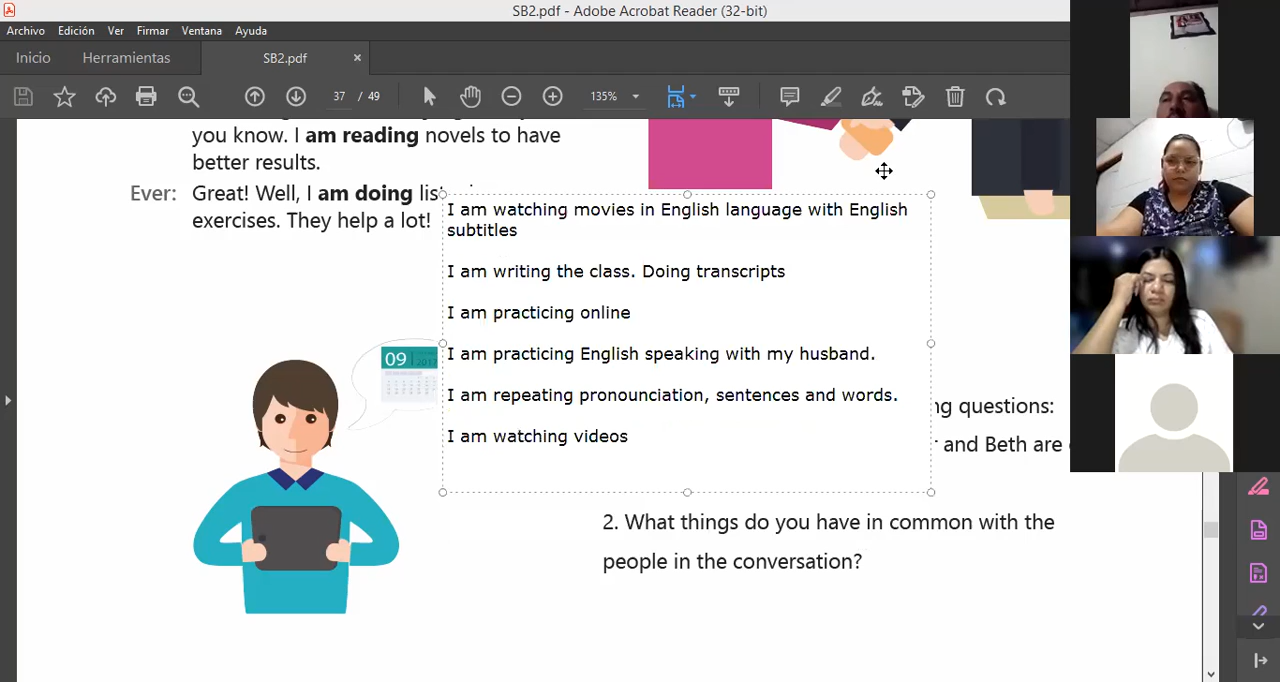 SB2.pdf - Adobe Acrobat Reader (32-bit)
Archivo Edición Ver Firmar Ventana Ayuda
Inicio Herramientas SB2.pdf ×
37 / 49 135%
you know. I am reading novels to have
better results.
Ever: Great! Well, I am doing
exercises. They help a lot!
I am watching movies in English language with English
subtitles
I am writing the class. Doing transcripts
I am practicing online
I am practicing English speaking with my husband.
I am repeating pronounciation, sentences and words.
I am watching videos
09
2017
questions:
and Beth are
2. What things do you have in common with the
people in the conversation?